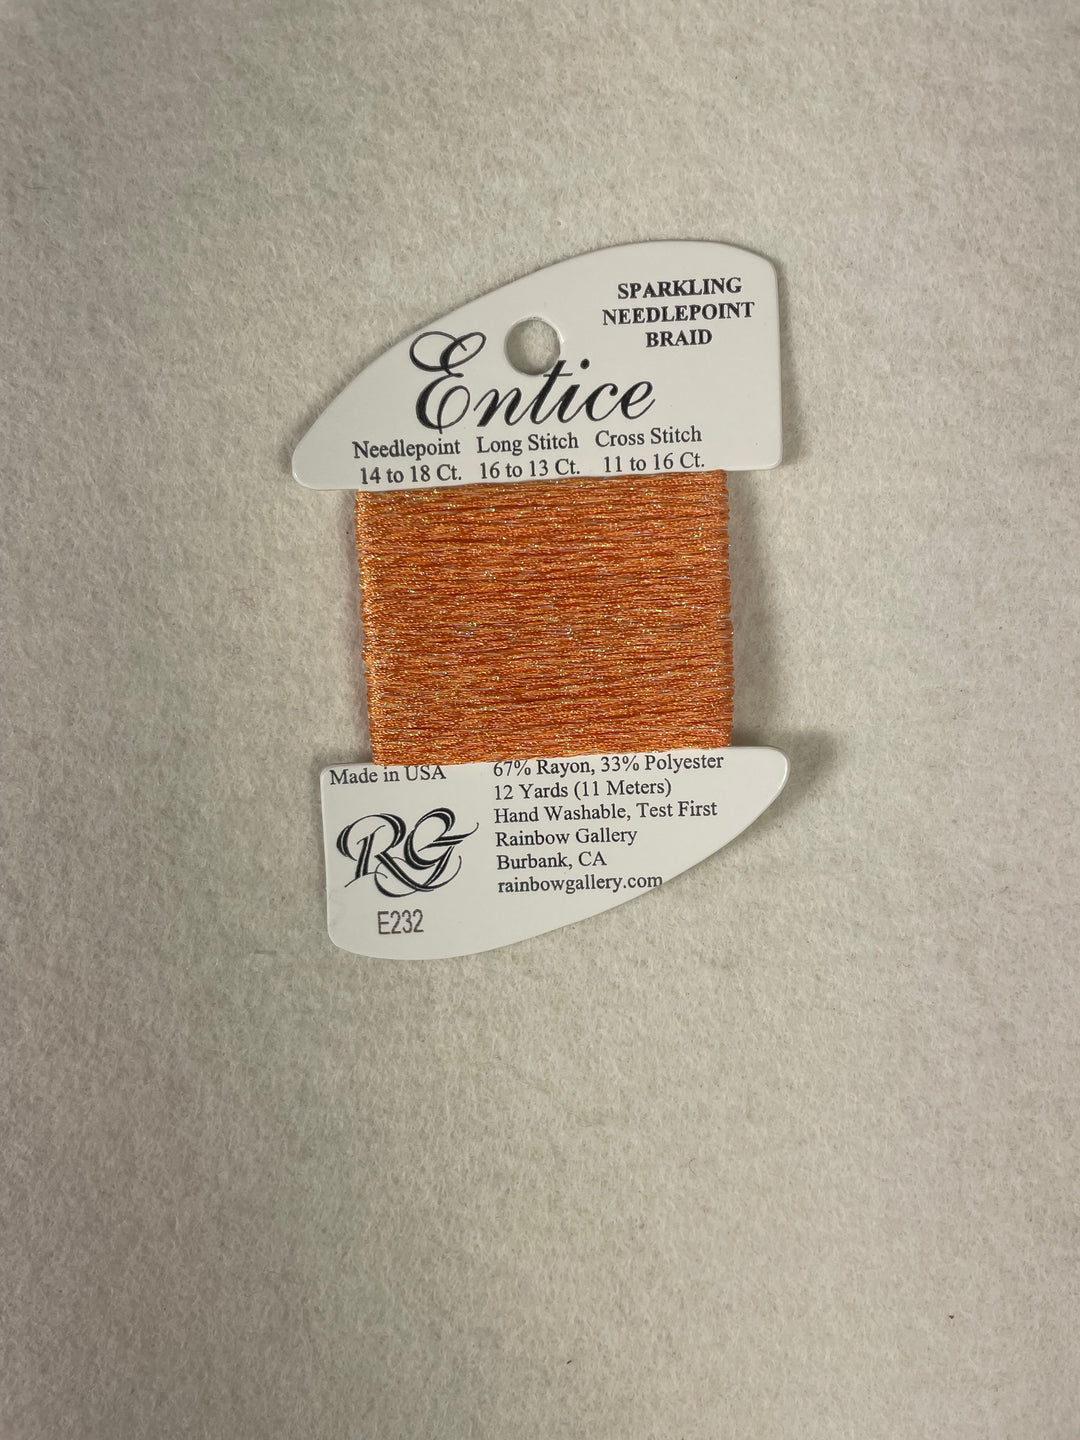 SPARKLING
NEEDLEPOINT
BRAID
Entice
Needlepoint Long Stitch Cross Stitch
14 to 18 Ct. 16 to 13 Ct. 11 to 16 Ct.
Made in USA
67% Rayon, 33% Polyester
12 Yards (11 Meters)
Hand Washable, Test First
Rainbow Gallery
Burbank, CA
rainbowgallery.com
RG
E232